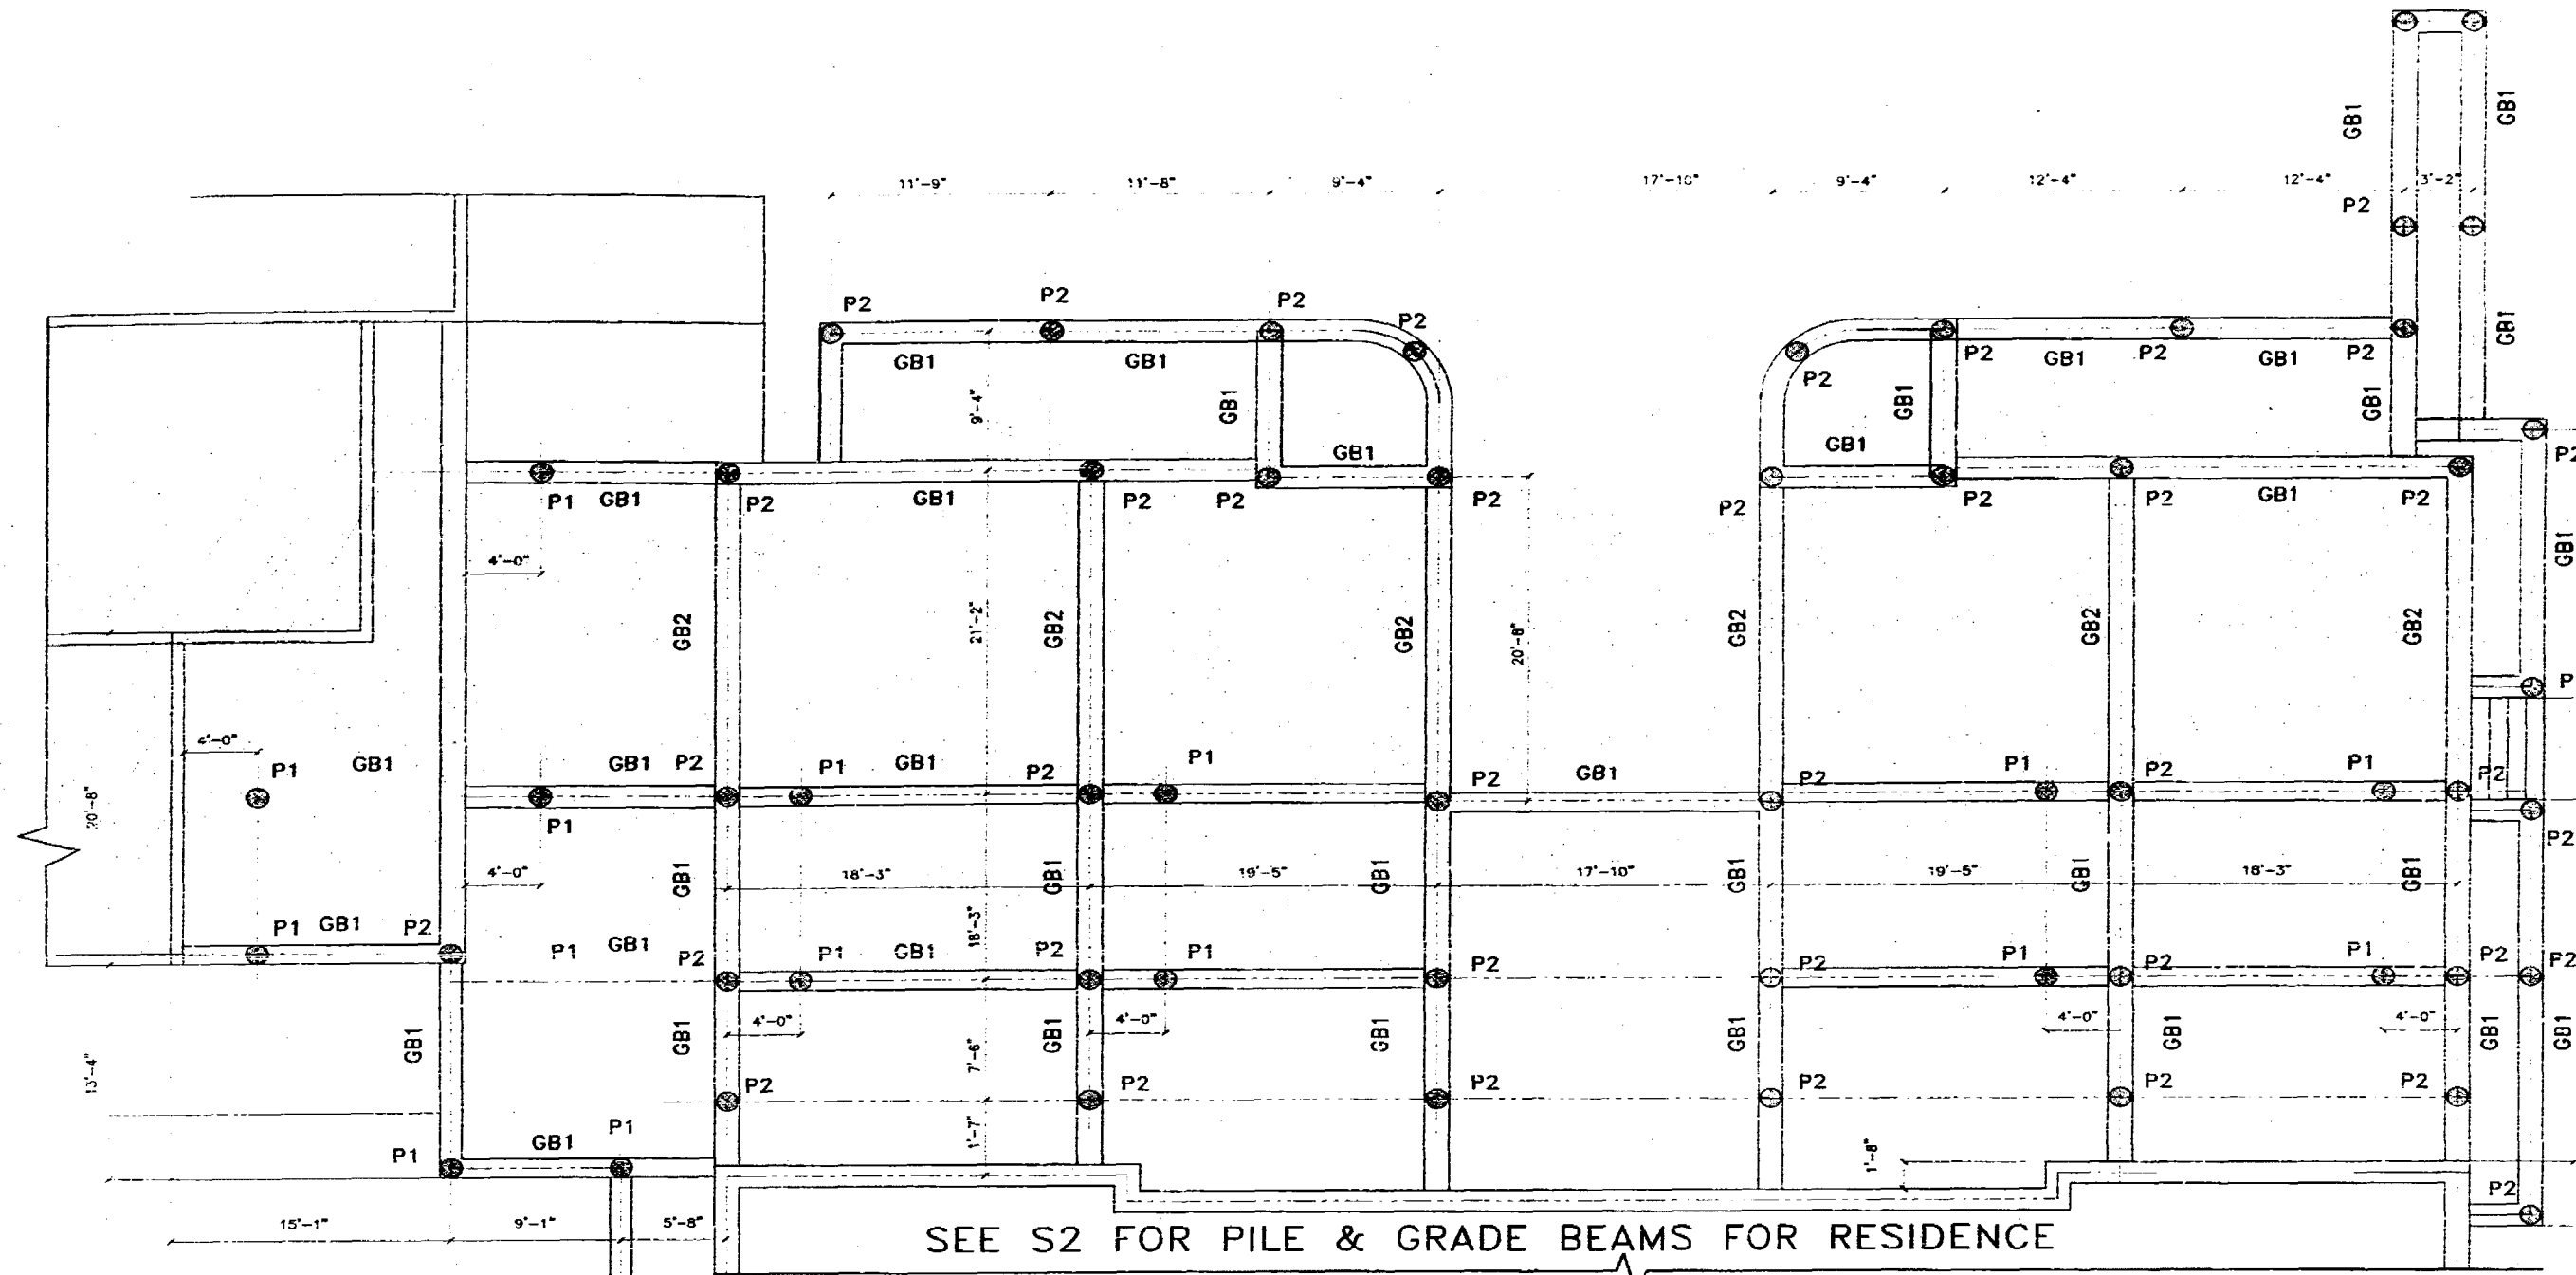 GB1 GB1
11'-9" 11'-8" 9'-4" 17'-10" 9'-4" 12'-4" 12'-4" 3'-2"
P2
P2 P2 P2 P2
GB1 GB1 GB1 P2 GB1 P2 GB1 P2 GB1
P2
9'-4" GB1 GB1 GB1
GB1 GB1
P1 GB1 P2 GB1 P2 P2 P2 P2 P2 P2 GB1 P2
4'-0" GB1
GB2 21'-2" GB2 GB2 20'-8" GB2 GB2 GB2
4'-0"
P1 GB1 GB1 P2 P1 GB1 P2 P1 P2 GB1 P2 P1 P2 P1 P2
20'-8" P1 P2
4'-0" GB1 18'-3" GB1 19'-5" GB1 17'-10" GB1 19'-5" GB1 18'-3" GB1
P1 GB1 P2 P1 GB1 P2 P1 GB1 P2 P1 P2 P2 P1 P2 P1 P2 P2
4'-0" 4'-0" 4'-0" 4'-0"
13'-4" GB1 GB1 7'-6" GB1 GB1 GB1 GB1 GB1 GB1
P2 P2 P2 P2 P2 P2
P1 GB1 P1 1'-7" 1'-8"
P2
15'-1" 9'-1" 5'-8"
SEE S2 FOR PILE & GRADE BEAMS FOR RESIDENCE